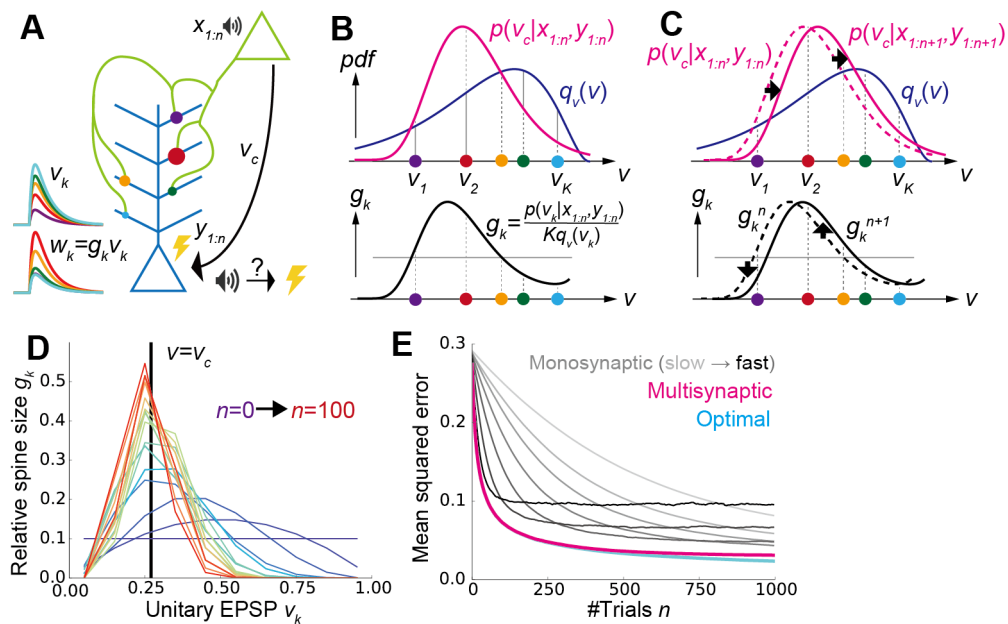 A
x1:n
vc
vk
wk=gkvk
y1:n
?
B
pdf
p(vc|x1:n,y1:n)
qv(v)
v1
v2
vK
v
gk
gk=p(vk|x1:n,y1:n)/Kqv(vk)
v
C
p(vc|x1:n,y1:n)
p(vc|x1:n+1,y1:n+1)
qv(v)
v1
v2
vK
v
gk
gkn
gkn+1
v
D
v=vc
n=0
n=100
Relative spine size gk
0.5
0.4
0.3
0.2
0.1
0.0
0.00
0.25
0.50
0.75
1.00
Unitary EPSP vk
E
Monosynaptic (slow → fast)
Multisynaptic
Optimal
Mean squared error
0.3
0.2
0.1
0.0
0
250
500
750
1000
#Trials n